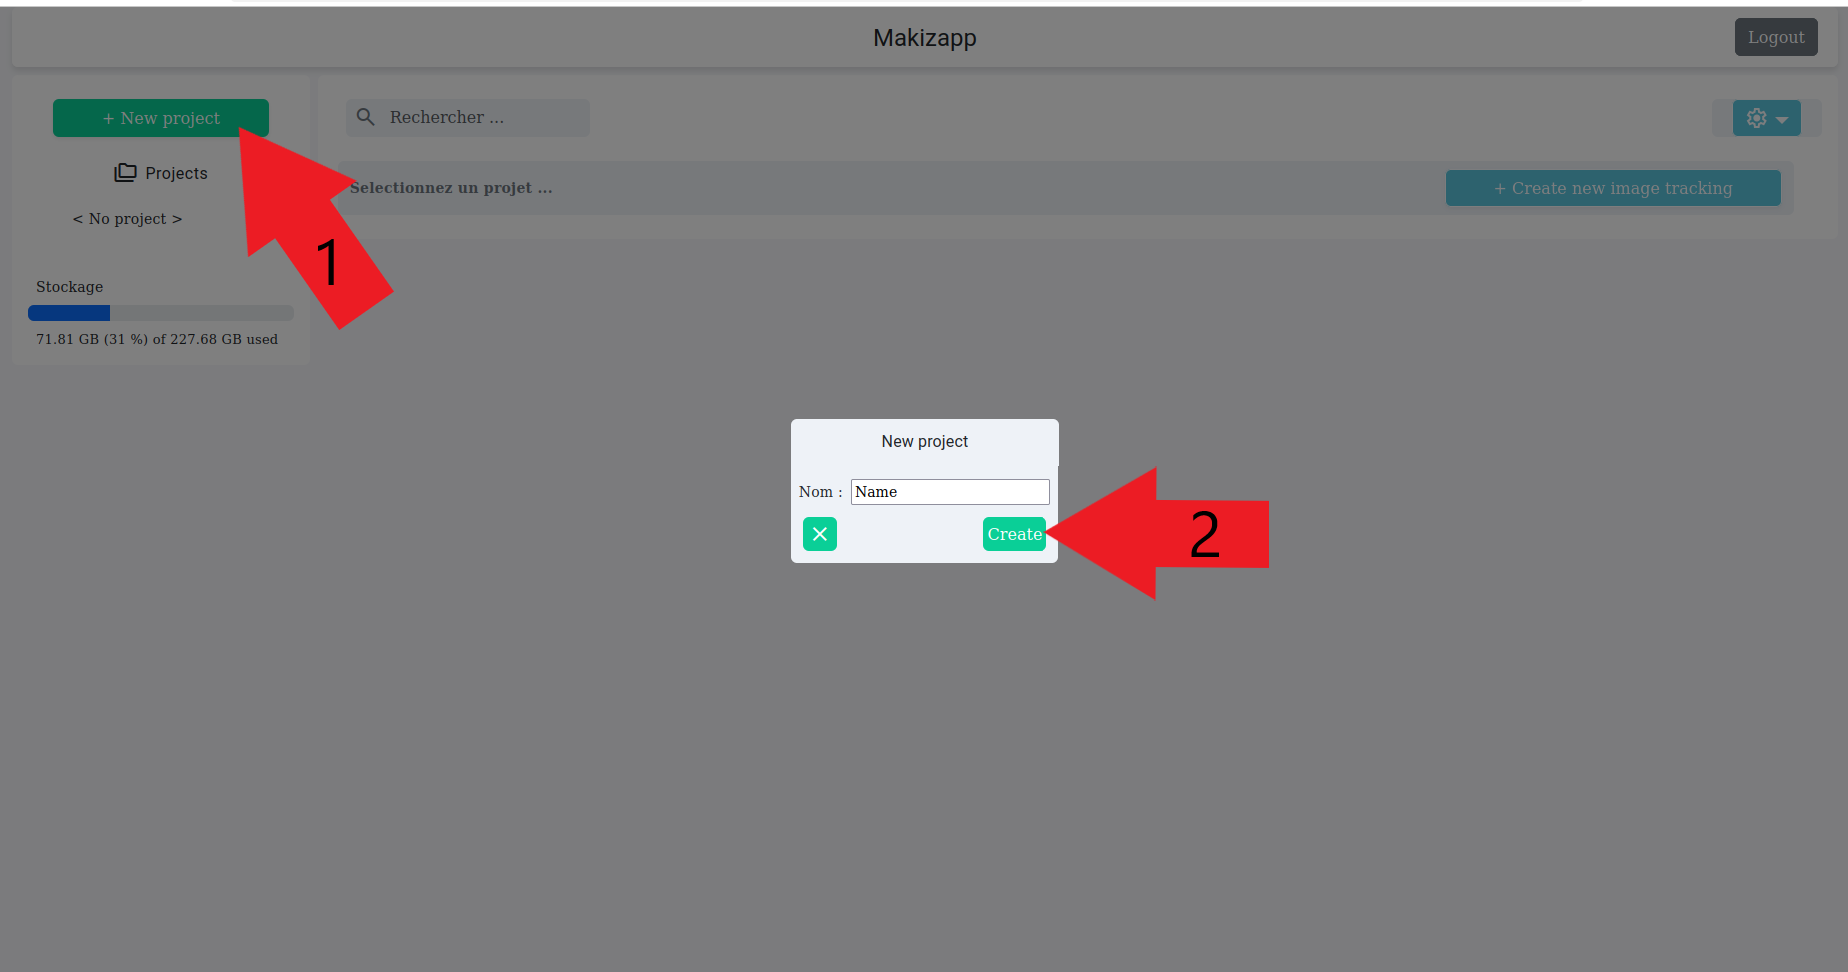 Makizapp
Logout
+ New project
Rechercher ...
Projects
Selectionnez un projet ...
+ Create new image tracking
< No project >
1
Stockage
71.81 GB (31 %) of 227.68 GB used
New project
Nom : Name
Create
2